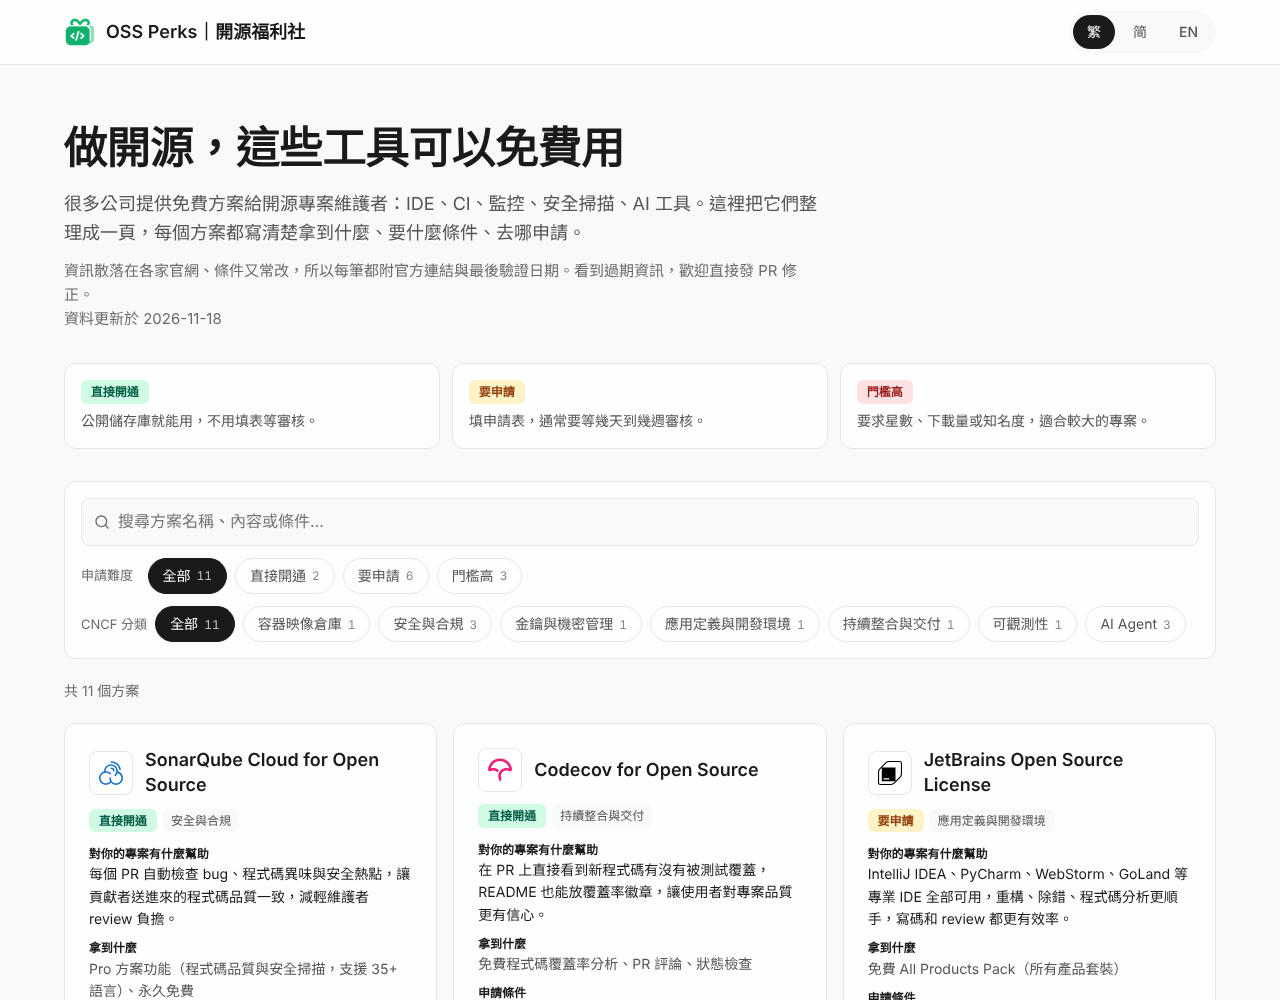 OSS Perks｜開源福利社
繁 简 EN
做開源，這些工具可以免費用
很多公司提供免費方案給開源專案維護者：IDE、CI、監控、安全掃描、AI 工具。這裡把它們整
理成一頁，每個方案都寫清楚拿到什麼、要什麼條件、去哪申請。
資訊散落在各家官網、條件又常改，所以每筆都附官方連結與最後驗證日期。看到過期資訊，歡迎直接發 PR 修
正。
資料更新於 2026-11-18
直接開通
公開儲存庫就能用，不用填表等審核。
要申請
填申請表，通常要等幾天到幾週審核。
門檻高
要求星數、下載量或知名度，適合較大的專案。
搜尋方案名稱、內容或條件...
申請難度 全部 11 直接開通 2 要申請 6 門檻高 3
CNCF 分類 全部 11 容器映像倉庫 1 安全與合規 3 金鑰與機密管理 1 應用定義與開發環境 1 持續整合與交付 1 可觀測性 1 AI Agent 3
共 11 個方案
SonarQube Cloud for Open
Source
直接開通 安全與合規
對你的專案有什麼幫助
每個 PR 自動檢查 bug、程式碼異味與安全熱點，讓
貢獻者送進來的程式碼品質一致，減輕維護者
review 負擔。
拿到什麼
Pro 方案功能（程式碼品質與安全掃描，支援 35+
語言）、永久免費
Codecov for Open Source
直接開通 持續整合與交付
對你的專案有什麼幫助
在 PR 上直接看到新程式碼有沒有被測試覆蓋，
README 也能放覆蓋率徽章，讓使用者對專案品質
更有信心。
拿到什麼
免費程式碼覆蓋率分析、PR 評論、狀態檢查
申請條件
JetBrains Open Source
License
要申請 應用定義與開發環境
對你的專案有什麼幫助
IntelliJ IDEA、PyCharm、WebStorm、GoLand 等
專業 IDE 全部可用，重構、除錯、程式碼分析更順
手，寫碼和 review 都更有效率。
拿到什麼
免費 All Products Pack（所有產品套裝）
申請條件